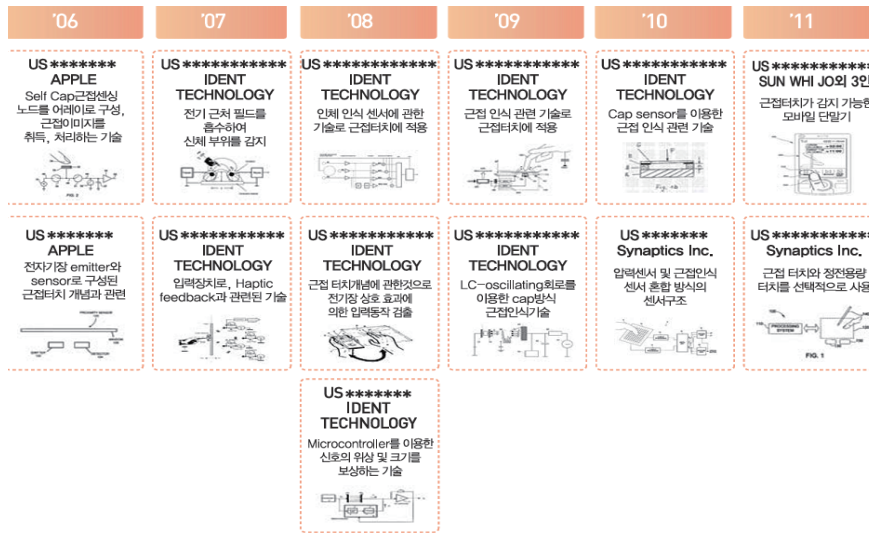 '06
'07
'08
'09
'10
'11
US *******
APPLE
Self Cap근접센싱
노드를 어레이로 구성,
근접이미지를
취득, 처리하는 기술
FIG. 2
US ***********
IDENT
TECHNOLOGY
전기 근처 필드를
흡수하여
신체 부위를 감지
US ***********
IDENT
TECHNOLOGY
인체 인식 센서에 관한
기술로 근접터치에 적용
US ***********
IDENT
TECHNOLOGY
근접 인식 관련 기술로
근접터치에 적용
US ***********
IDENT
TECHNOLOGY
Cap sensor를 이용한
근접 인식 관련 기술
Fig. 1b
US ***********
SUN WHI JO외 3인
근접터치가 감지 가능한
모바일 단말기
US *******
APPLE
전자기장 emitter와
sensor로 구성된
근접터치 개념과 관련
PROXIMITY SENSOR
EMITTER
DETECTOR
US ***********
IDENT
TECHNOLOGY
입력장치로, Haptic
feedback과 관련된 기술
US ***********
IDENT
TECHNOLOGY
근접 터치개념에 관한것으로
전기장 상호 효과에
의한 입력동작 검출
US ***********
IDENT
TECHNOLOGY
LC-oscillating회로를
이용한 cap방식
근접인식기술
US *******
Synaptics Inc.
압력센서 및 근접인식
센서 혼합 방식의
센서구조
US ***********
Synaptics Inc.
근접 터치와 정전용량
터치를 선택적으로 사용
PROCESSING
SYSTEM
FIG. 1
US *******
IDENT
TECHNOLOGY
Microcontroller를 이용한
신호의 위상 및 크기를
보상하는 기술